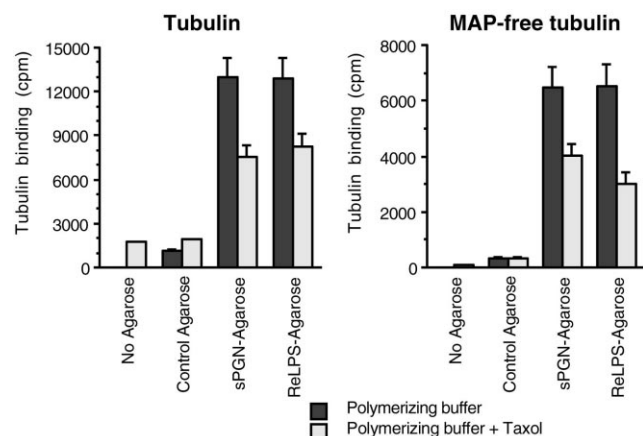 Tubulin
Tubulin binding (cpm)
15000
12000
9000
6000
3000
0
No Agarose
Control Agarose
sPGN-Agarose
ReLPS-Agarose
MAP-free tubulin
Tubulin binding (cpm)
8000
6000
4000
2000
0
No Agarose
Control Agarose
sPGN-Agarose
ReLPS-Agarose
Polymerizing buffer
Polymerizing buffer + Taxol